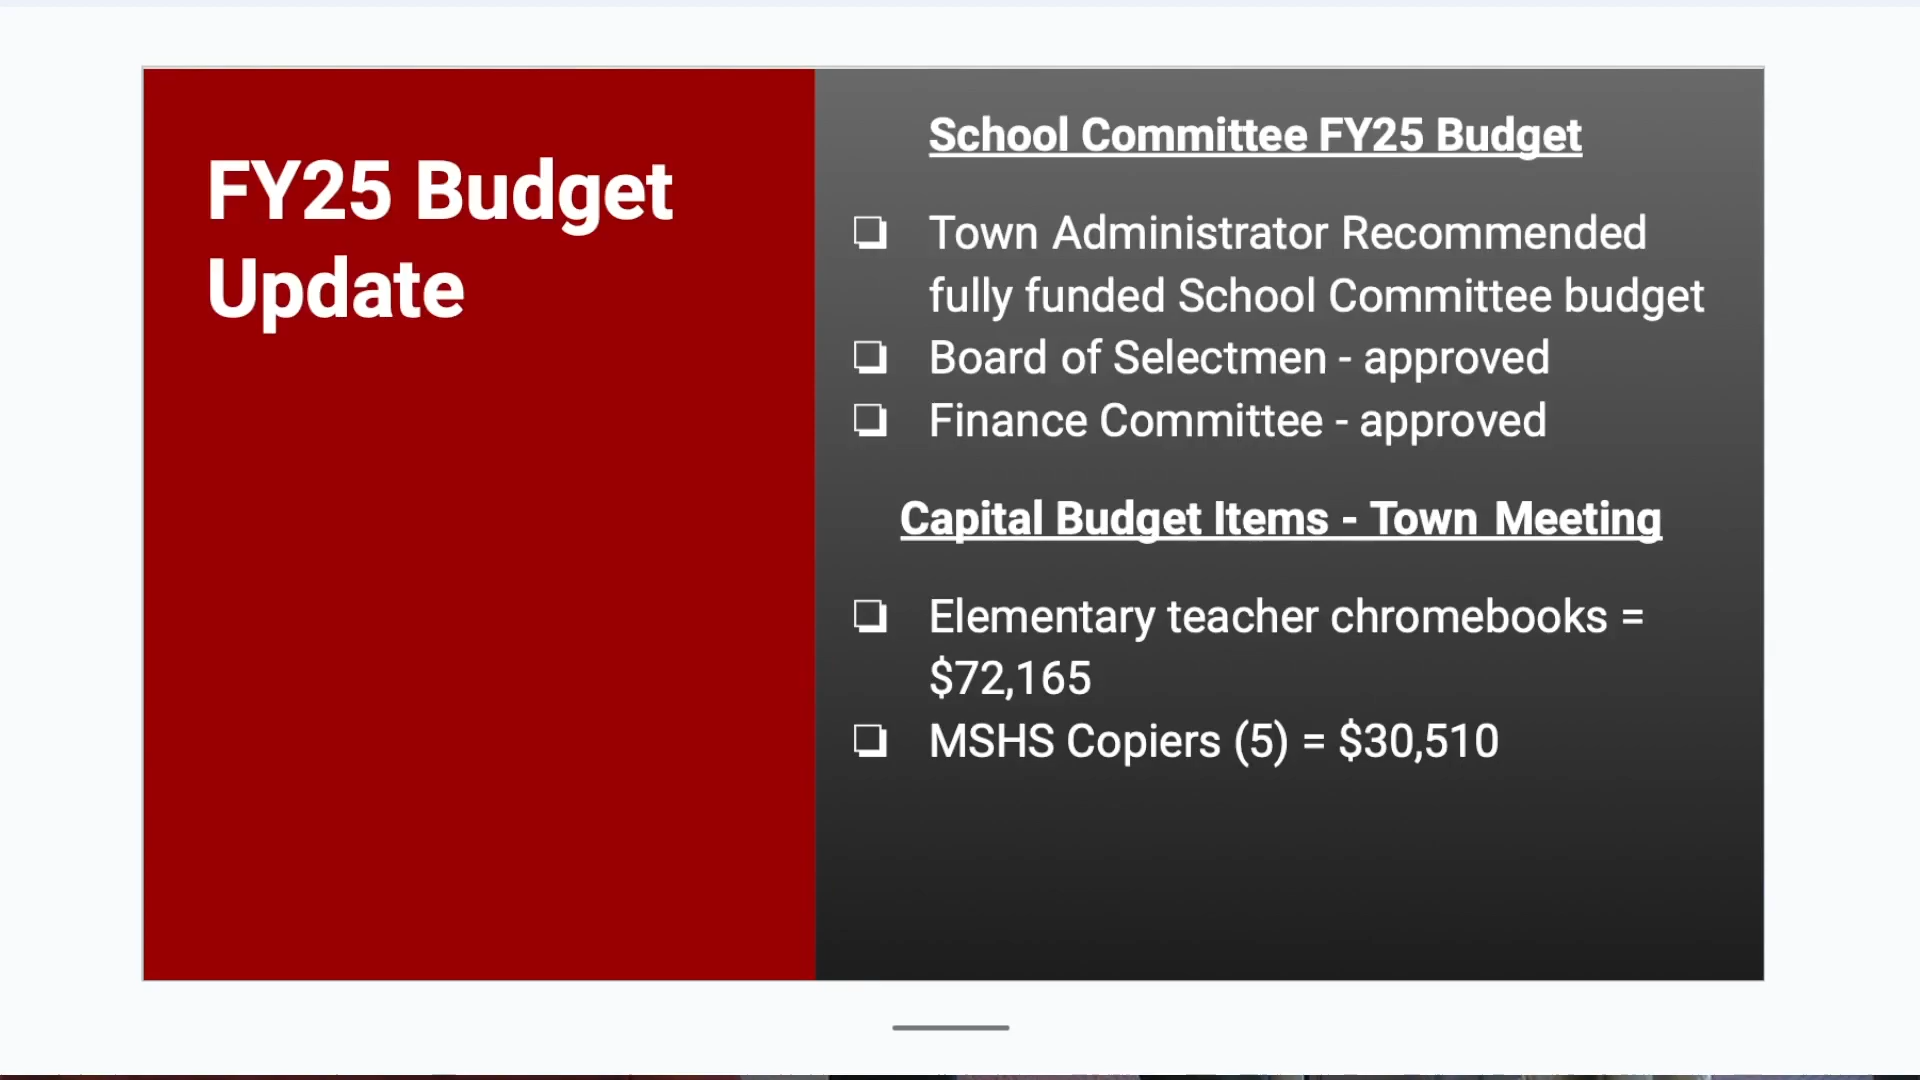 FY25 Budget
Update
School Committee FY25 Budget
❏ Town Administrator Recommended
fully funded School Committee budget
❏ Board of Selectmen - approved
❏ Finance Committee - approved
Capital Budget Items - Town Meeting
❏ Elementary teacher chromebooks =
$72,165
❏ MSHS Copiers (5) = $30,510